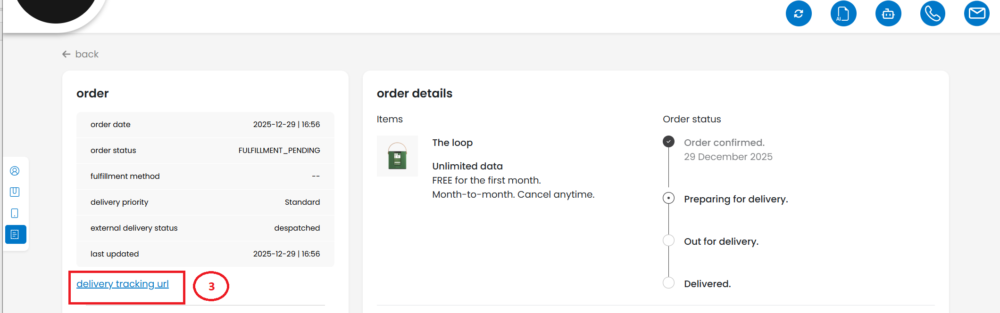 AI
back
order
order date 2025-12-29 | 16:56
order status FULFILLMENT_PENDING
fulfillment method --
delivery priority Standard
external delivery status despatched
last updated 2025-12-29 | 16:56
delivery tracking url
3
order details
Items
The loop
Unlimited data
FREE for the first month.
Month-to-month. Cancel anytime.
Order status
Order confirmed.
29 December 2025
Preparing for delivery.
Out for delivery.
Delivered.